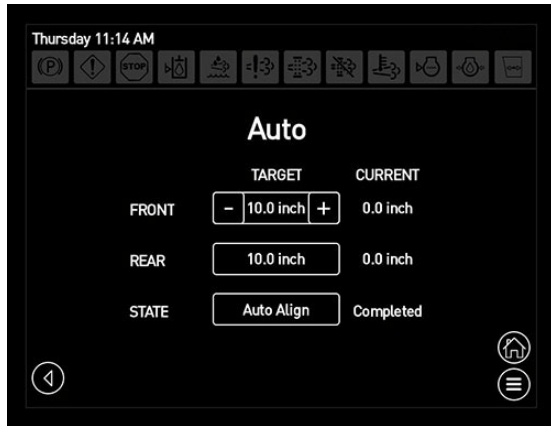 Thursday 11:14 AM
(P) STOP
Auto
TARGET CURRENT
FRONT - 10.0 inch + 0.0 inch
REAR 10.0 inch 0.0 inch
STATE Auto Align Completed